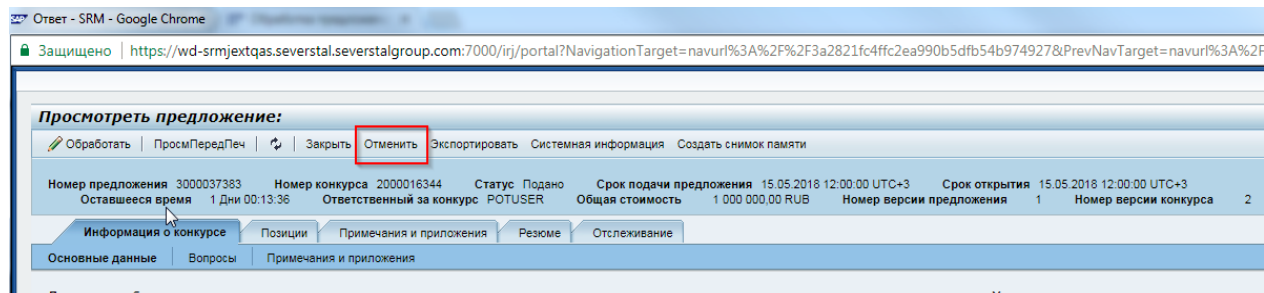 Ответ - SRM - Google Chrome
Защищено | https://wd-srmjextqas.severstal.severstalgroup.com:7000/irj/portal?NavigationTarget=navurl%3A%2F%2F3a2821fc4ffc2ea990b5dfb54b974927&PrevNavTarget=navurl%3A%2F
Просмотреть предложение:
Обработать | ПросмПередПеч | Закрыть Отменить Экспортировать Системная информация Создать снимок памяти
Номер предложения 3000037383 Номер конкурса 2000016344 Статус Подано Срок подачи предложения 15.05.2018 12:00:00 UTC+3 Срок открытия 15.05.2018 12:00:00 UTC+3
Оставшееся время 1 Дни 00:13:36 Ответственный за конкурс POTUSER Общая стоимость 1 000 000,00 RUB Номер версии предложения 1 Номер версии конкурса 2
Информация о конкурсе Позиции Примечания и приложения Резюме Отслеживание
Основные данные Вопросы Примечания и приложения